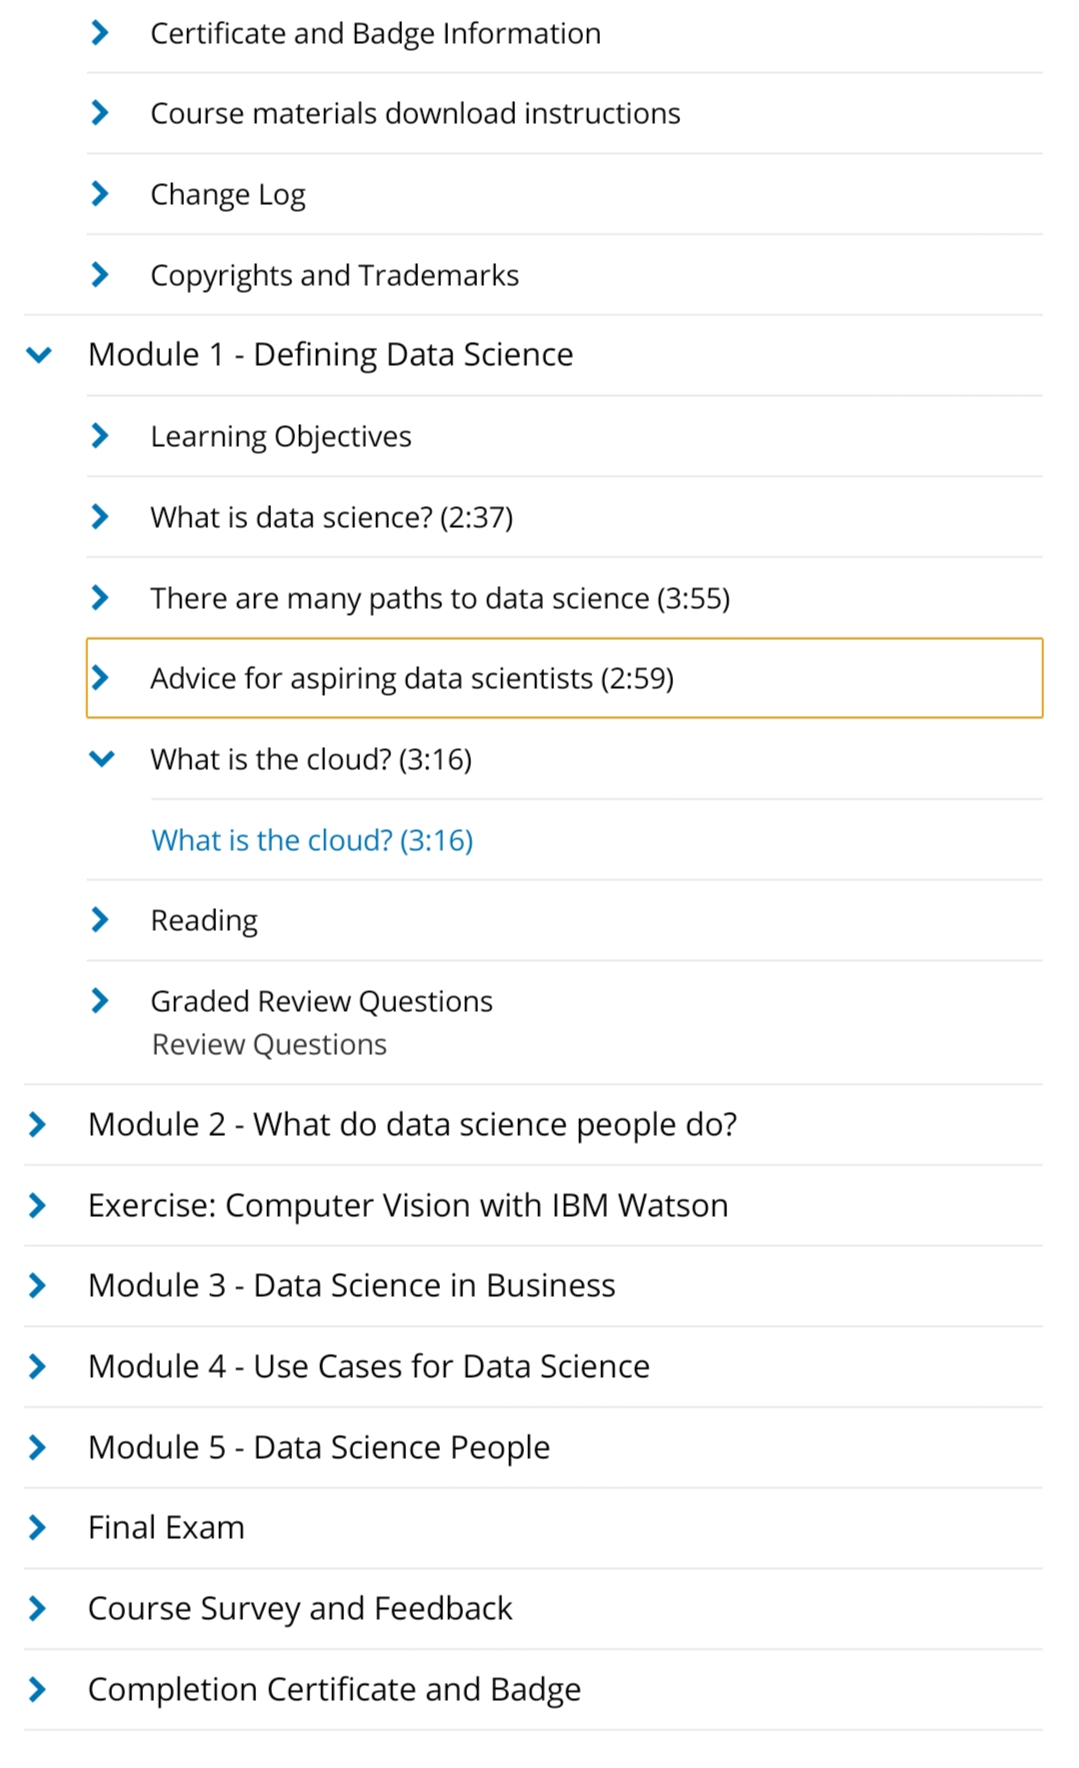 Certificate and Badge Information
Course materials download instructions
Change Log
Copyrights and Trademarks
Module 1 - Defining Data Science
Learning Objectives
What is data science? (2:37)
There are many paths to data science (3:55)
Advice for aspiring data scientists (2:59)
What is the cloud? (3:16)
What is the cloud? (3:16)
Reading
Graded Review Questions
Review Questions
Module 2 - What do data science people do?
Exercise: Computer Vision with IBM Watson
Module 3 - Data Science in Business
Module 4 - Use Cases for Data Science
Module 5 - Data Science People
Final Exam
Course Survey and Feedback
Completion Certificate and Badge